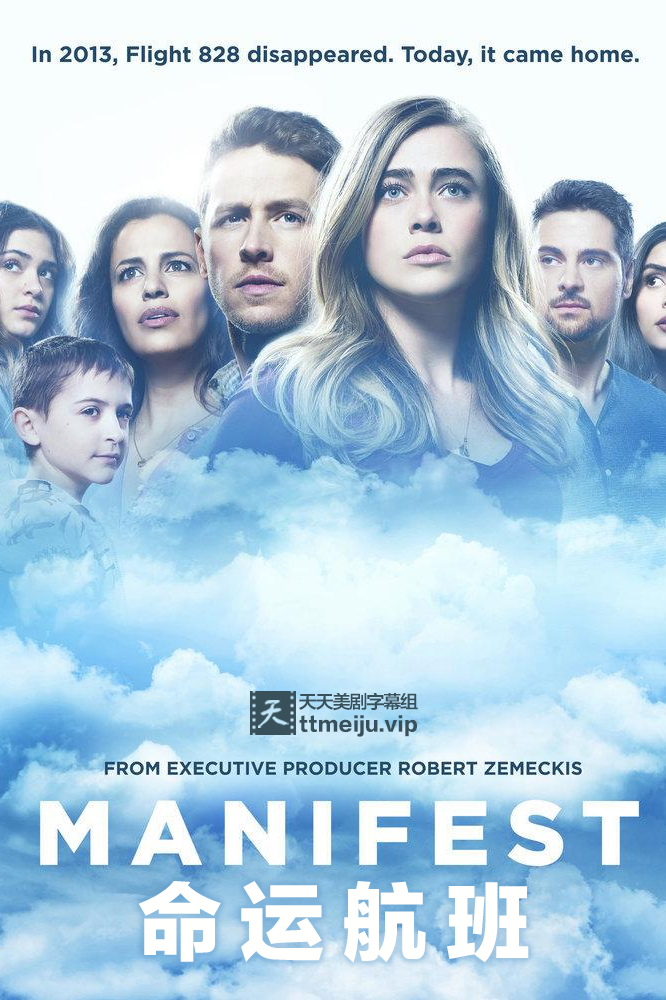 In 2013, Flight 828 disappeared. Today, it came home.
天
天天美剧字幕组
ttmeiju.vip
FROM EXECUTIVE PRODUCER ROBERT ZEMECKIS
MANIFEST
命运航班